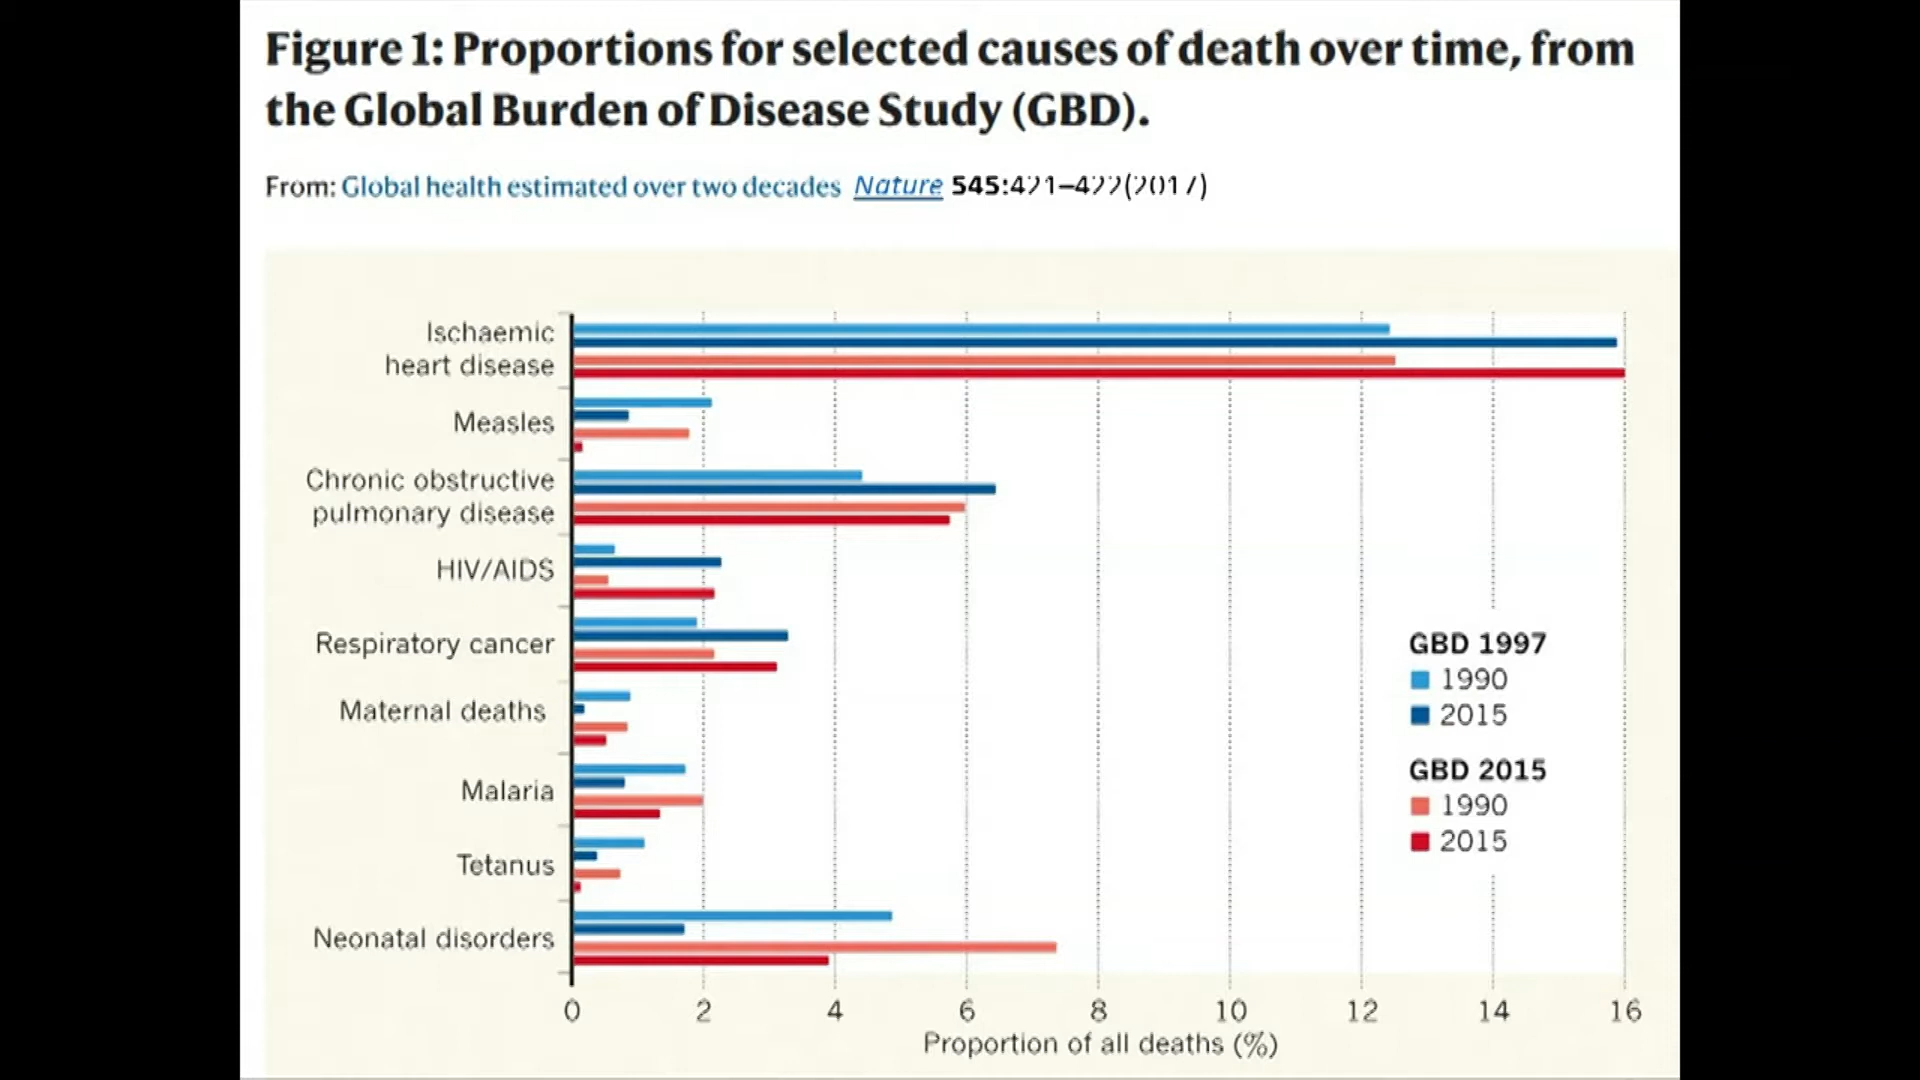 Figure 1: Proportions for selected causes of death over time, from
the Global Burden of Disease Study (GBD).
From: Global health estimated over two decades Nature 545:421–422(2017)
Ischaemic
heart disease
Measles
Chronic obstructive
pulmonary disease
HIV/AIDS
Respiratory cancer
Maternal deaths
Malaria
Tetanus
Neonatal disorders
GBD 1997
1990
2015
GBD 2015
1990
2015
0 2 4 6 8 10 12 14 16
Proportion of all deaths (%)